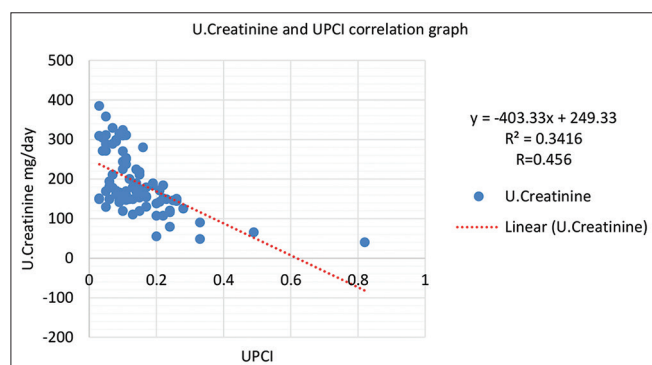 U.Creatinine and UPCI correlation graph
500
400
300
200
100
0
-100
-200
0
0.2
0.4
0.6
0.8
1
U.Creatinine mg/day
UPCI
y = -403.33x + 249.33
R² = 0.3416
R=0.456
U.Creatinine
Linear (U.Creatinine)